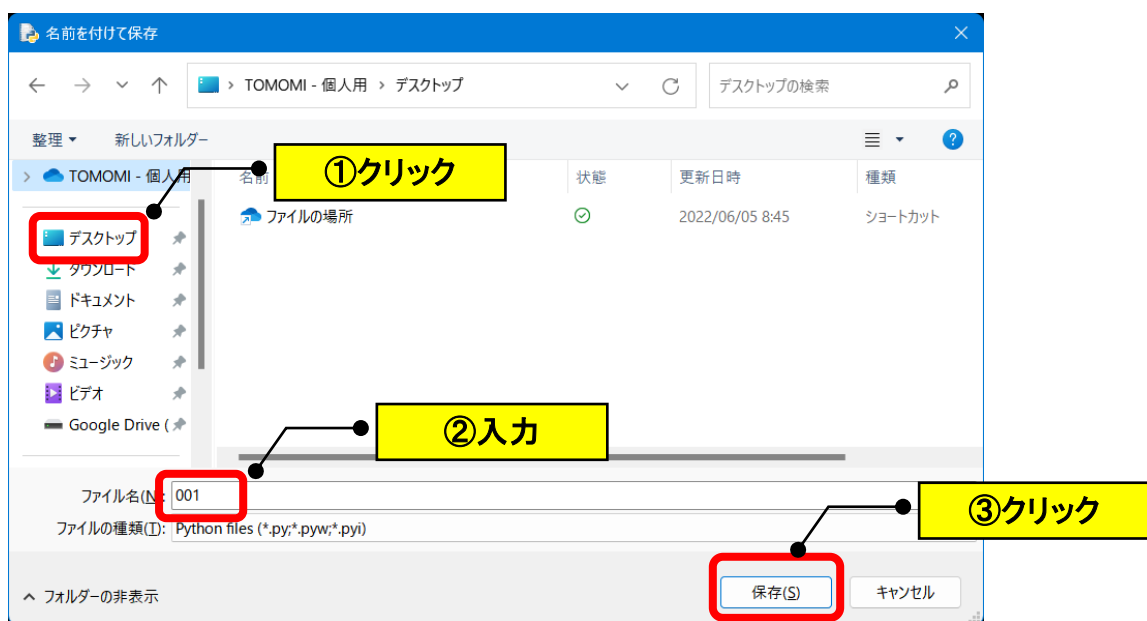 名前を付けて保存
TOMOMI - 個人用 › デスクトップ
デスクトップの検索
整理
新しいフォルダー
①クリック
TOMOMI - 個人用
名前
状態
更新日時
種類
ファイルの場所
2022/06/05 8:45
ショートカット
デスクトップ
ダウンロード
ドキュメント
ピクチャ
ミュージック
ビデオ
Google Drive (
②入力
ファイル名(N): 001
ファイルの種類(T): Python files (*.py;*.pyw;*.pyi)
③クリック
フォルダーの非表示
保存(S)
キャンセル